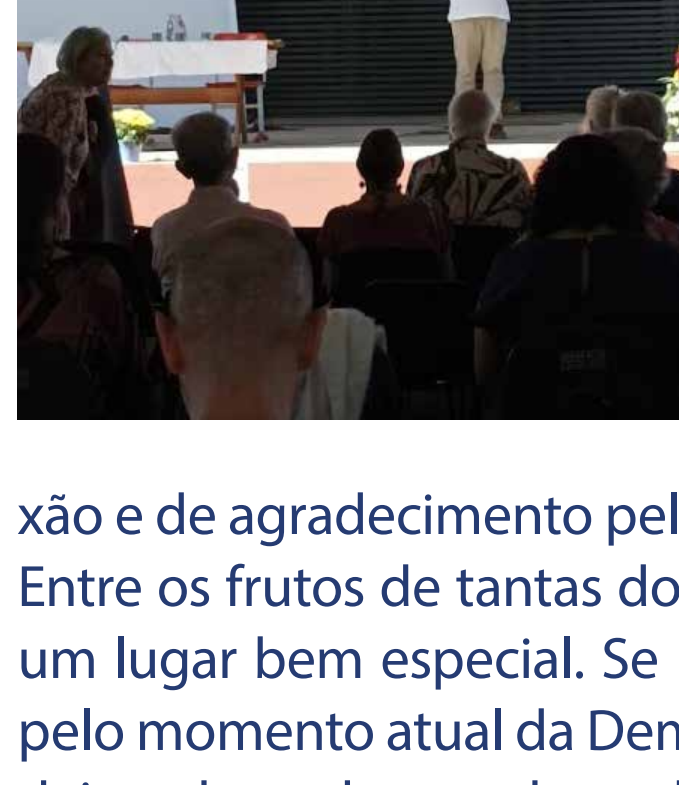 xão e de agradecimento pel
Entre os frutos de tantas do
um lugar bem especial. Se
pelo momento atual da Dem